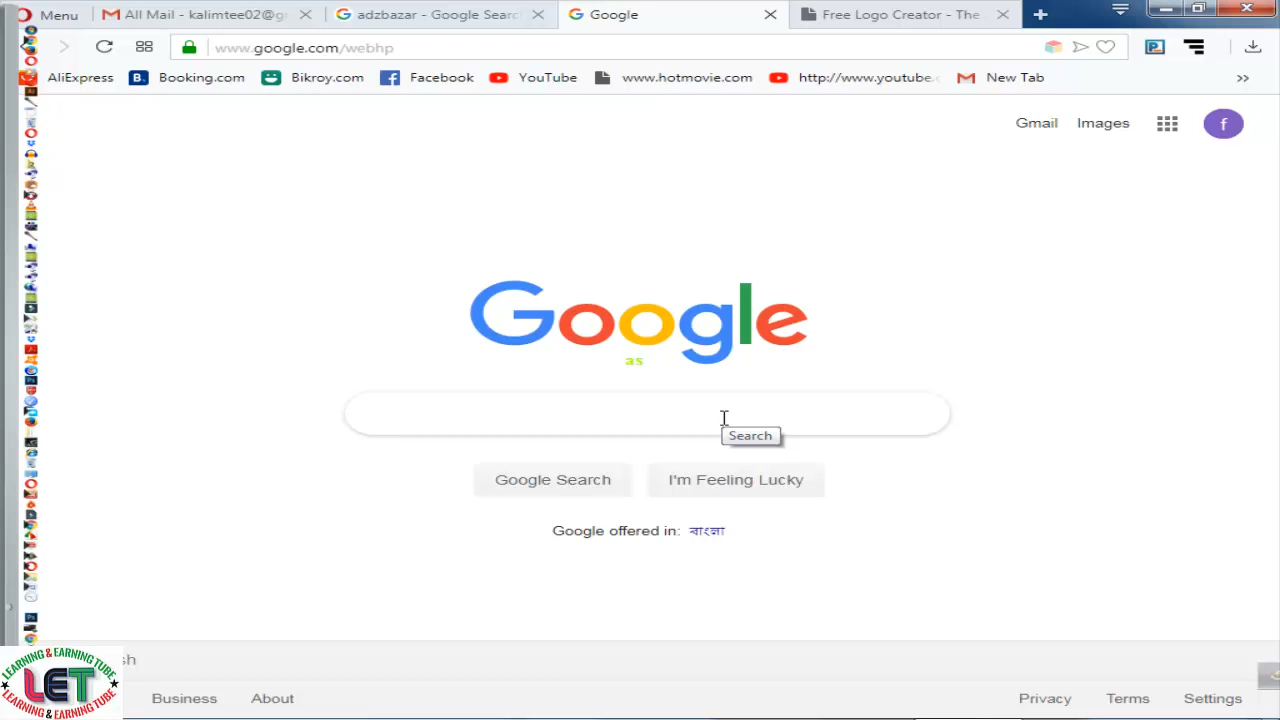 Menu
All Mail - kalimtee02@g
adzbazar - Google Searc
Google
Free Logo Creator - The
www.google.com/webhp
AliExpress
Booking.com
Bikroy.com
Facebook
YouTube
www.hotmoviesm.com
http://www.youtube.c
New Tab
Gmail
Images
f
Google
as
Search
Google Search
I'm Feeling Lucky
Google offered in: বাংলা
sh
LEARNING & EARNING TUBE
LET
LEARNING & EARNING TUBE
Business
About
Privacy
Terms
Settings